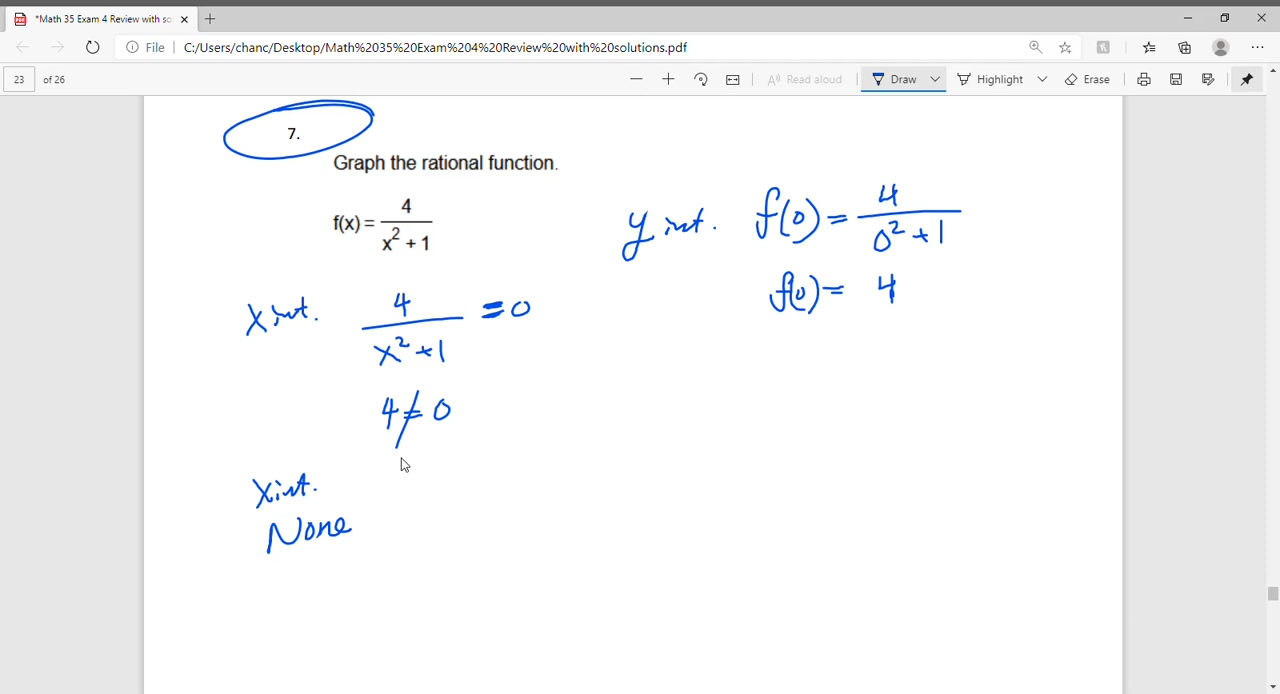 *Math 35 Exam 4 Review with so
File C:/Users/chanc/Desktop/Math%2035%20Exam%204%20Review%20with%20solutions.pdf
23 of 26 Read aloud Draw Highlight Erase
7.
Graph the rational function.
f(x) = 4 / (x² + 1)
y int. f(0) = 4 / (0² + 1)
f(0) = 4
x int. 4 / (x² + 1) = 0
4 ≠ 0
x int.
None